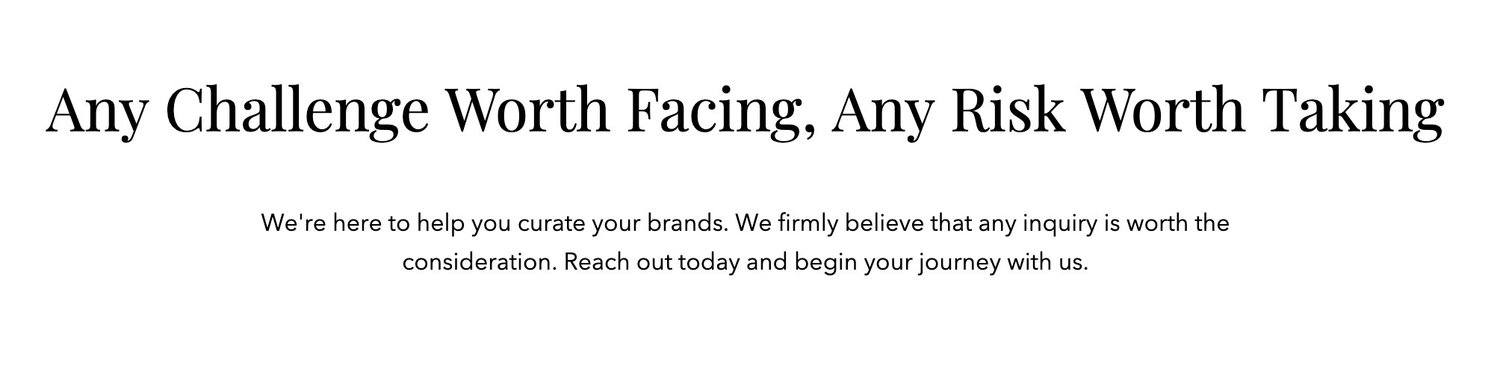 Any Challenge Worth Facing, Any Risk Worth Taking
We're here to help you curate your brands. We firmly believe that any inquiry is worth the
consideration. Reach out today and begin your journey with us.